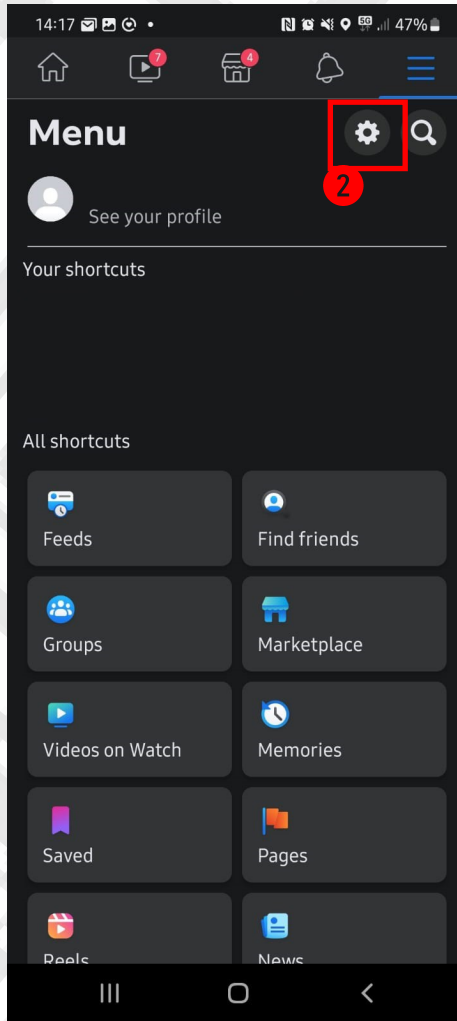 14:17 47%
7 4
Menu
2
See your profile
Your shortcuts
All shortcuts
Feeds Find friends
Groups Marketplace
Videos on Watch Memories
Saved Pages
Reels News